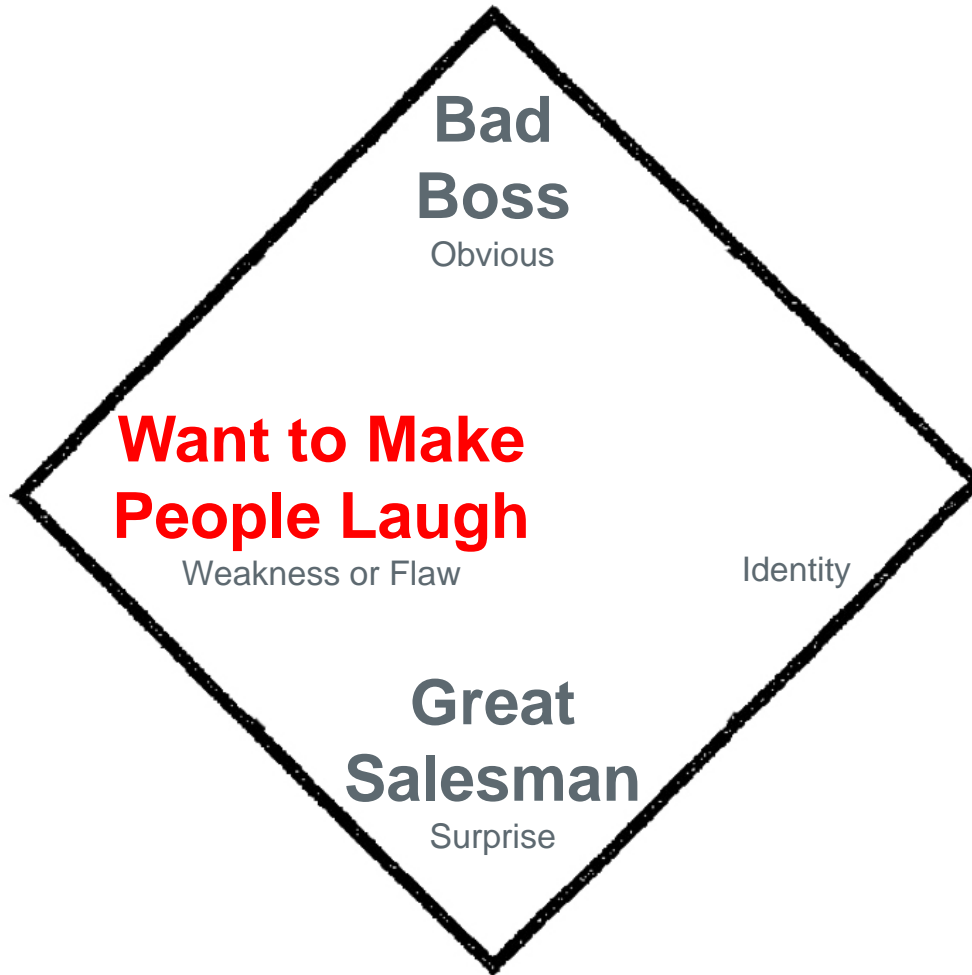 Bad
Boss
Obvious
Want to Make
People Laugh
Weakness or Flaw
Identity
Great
Salesman
Surprise